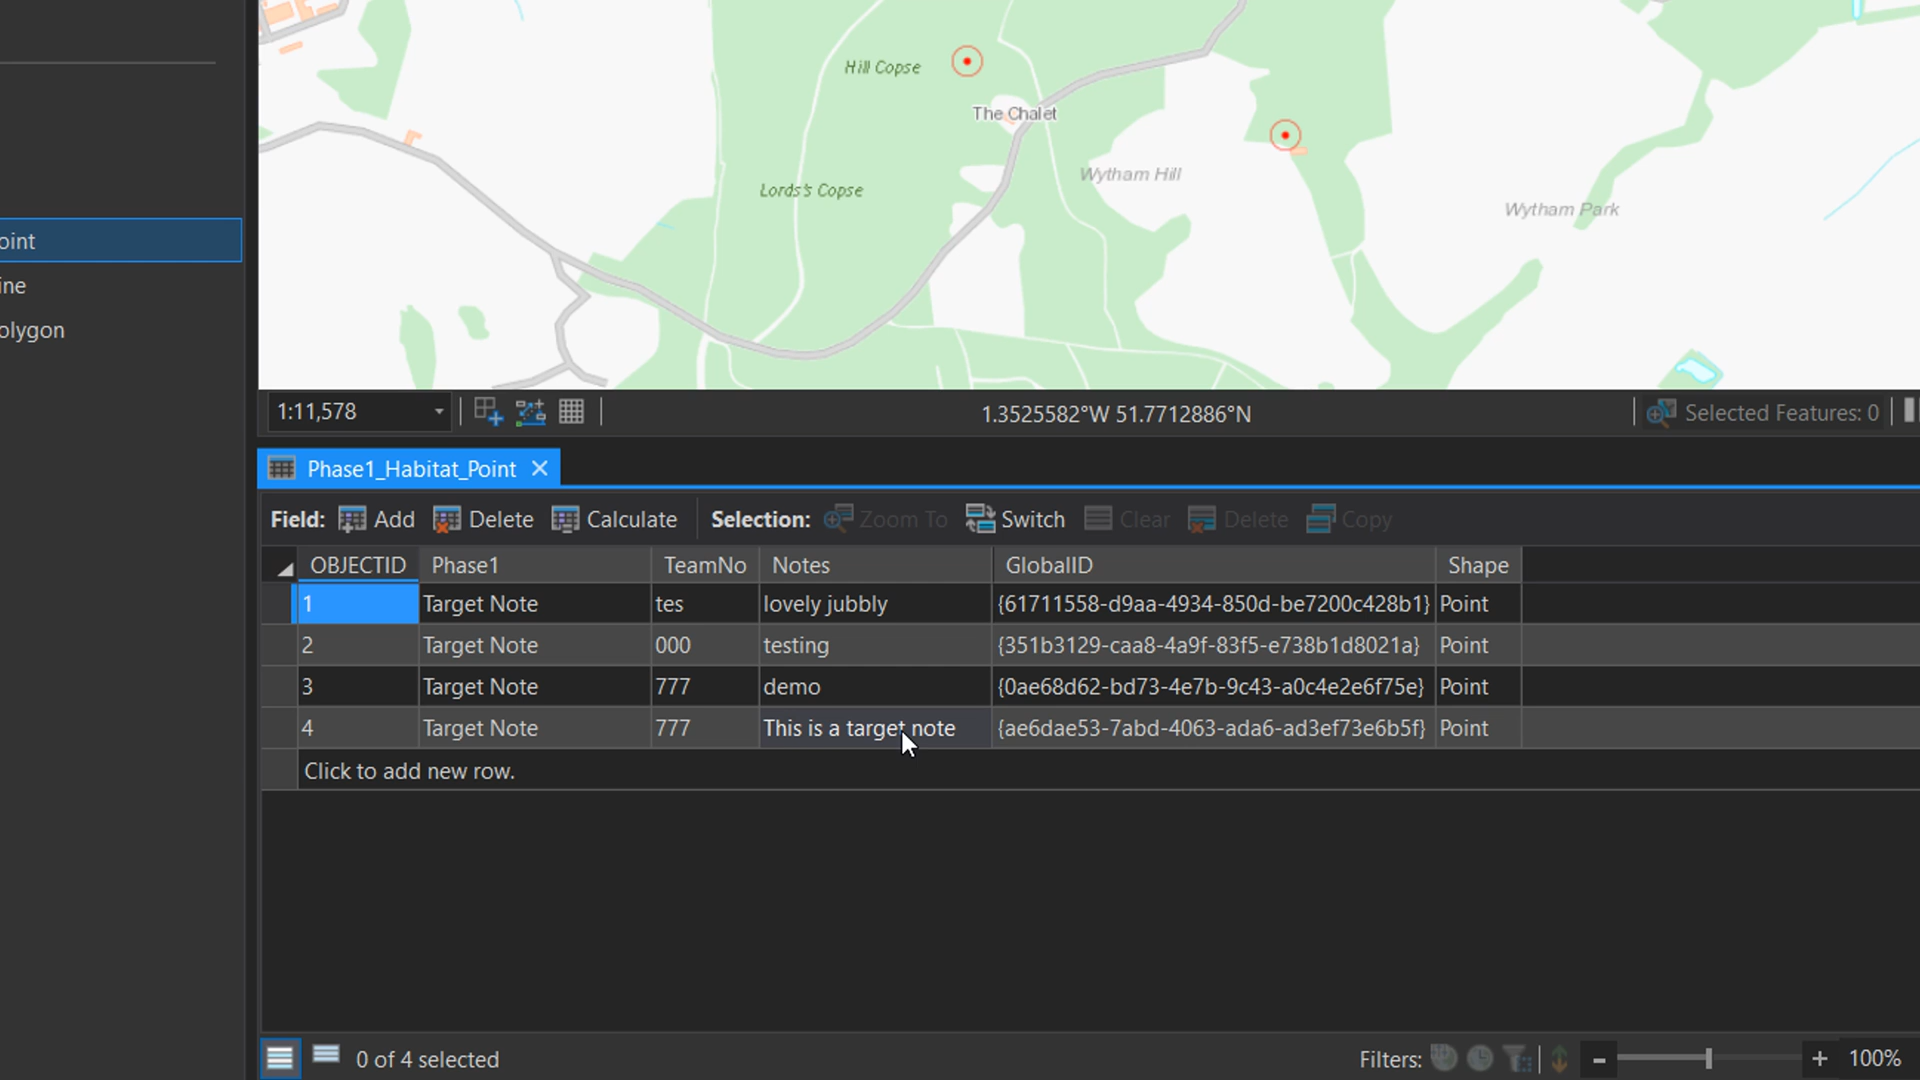 Hill Copse
The Chalet
Wytham Hill
Lords's Copse
Wytham Park
oint
ine
olygon
1:11,578
1.3525582°W 51.7712886°N
Selected Features: 0
Phase1_Habitat_Point
Field: Add Delete Calculate Selection: Zoom To Switch Clear Delete Copy
OBJECTID Phase1 TeamNo Notes GlobalID Shape
1 Target Note tes lovely jubbly {61711558-d9aa-4934-850d-be7200c428b1} Point
2 Target Note 000 testing {351b3129-caa8-4a9f-83f5-e738b1d8021a} Point
3 Target Note 777 demo {0ae68d62-bd73-4e7b-9c43-a0c4e2e6f75e} Point
4 Target Note 777 This is a target note {ae6dae53-7abd-4063-ada6-ad3ef73e6b5f} Point
Click to add new row.
0 of 4 selected
Filters:
100%